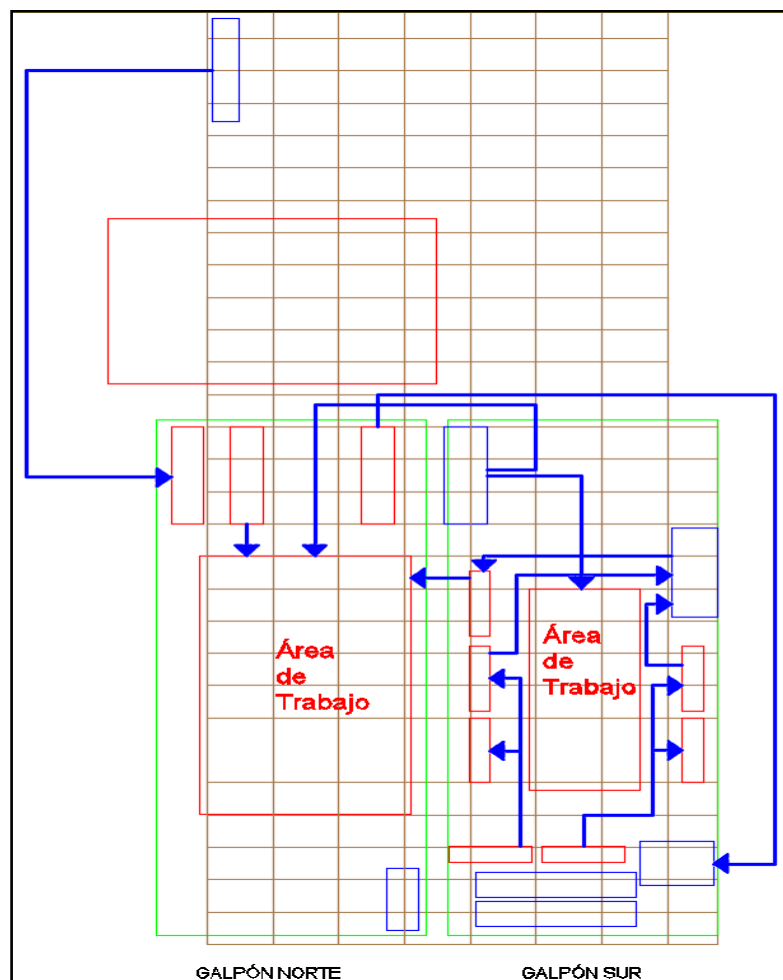 Área
de
Trabajo
Área
de
Trabajo
GALPÓN NORTE
GALPÓN SUR